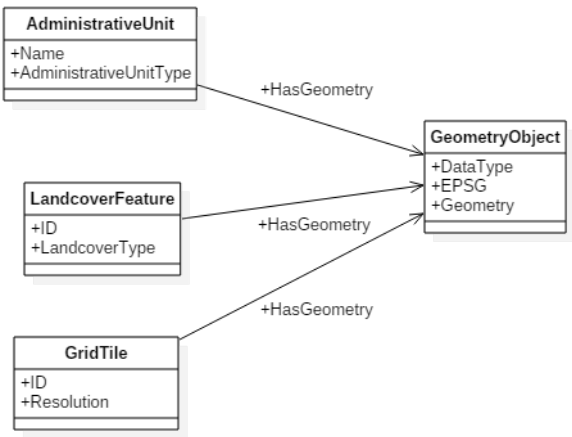 AdministrativeUnit
+Name
+AdministrativeUnitType
+HasGeometry
GeometryObject
+DataType
+EPSG
+Geometry
LandcoverFeature
+ID
+LandcoverType
+HasGeometry
+HasGeometry
GridTile
+ID
+Resolution